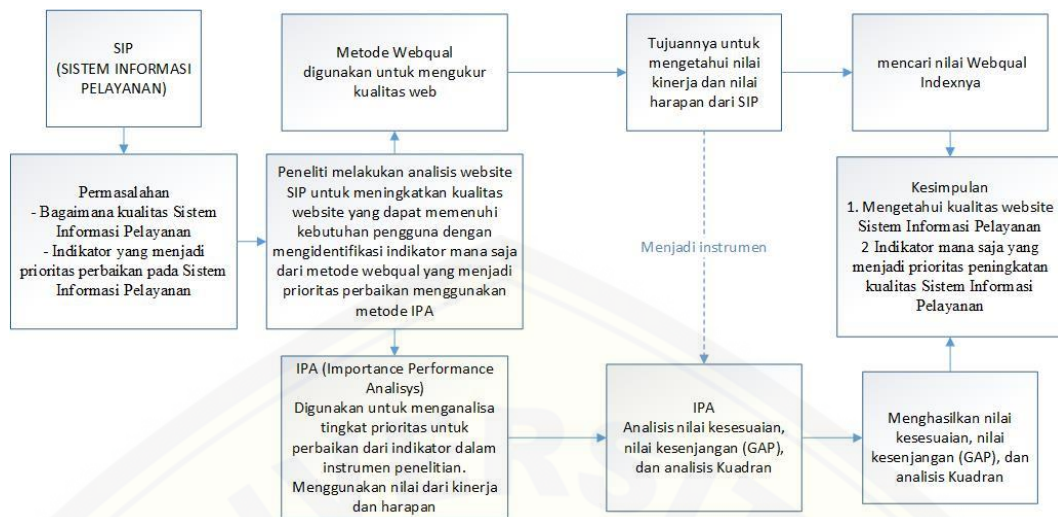 SIP
(SISTEM INFORMASI
PELAYANAN)
Metode Webqual
digunakan untuk mengukur
kualitas web
Tujuannya untuk
mengetahui nilai
kinerja dan nilai
harapan dari SIP
mencari nilai Webqual
Indexnya
Permasalahan
- Bagaimana kualitas Sistem
Informasi Pelayanan
- Indikator yang menjadi
prioritas perbaikan pada Sistem
Informasi Pelayanan
Peneliti melakukan analisis website
SIP untuk meningkatkan kualitas
website yang dapat memenuhi
kebutuhan pengguna dengan
mengidentifikasi indikator mana saja
dari metode webqual yang menjadi
prioritas perbaikan menggunakan
metode IPA
Menjadi instrumen
Kesimpulan
1. Mengetahui kualitas website
Sistem Informasi Pelayanan
2 Indikator mana saja yang
menjadi prioritas peningkatan
kualitas Sistem Informasi
Pelayanan
IPA (Importance Performance
Analisys)
Digunakan untuk menganalisa
tingkat prioritas untuk
perbaikan dari indikator dalam
instrumen penelitian.
Menggunakan nilai dari kinerja
dan harapan
IPA
Analisis nilai kesesuaian,
nilai kesenjangan (GAP),
dan analisis Kuadran
Menghasilkan nilai
kesesuaian, nilai
kesenjangan (GAP), dan
analisis Kuadran